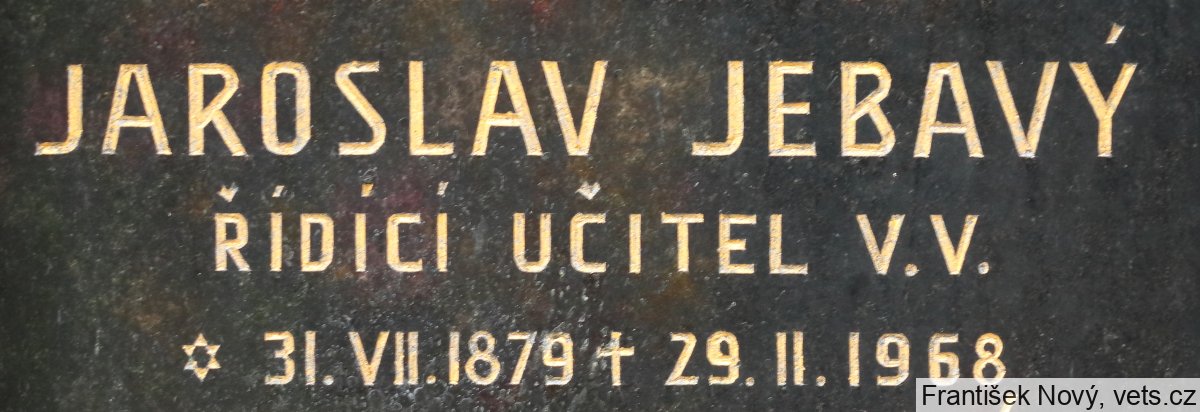 JAROSLAV JEBAVÝ
ŘÍDÍCÍ UČITEL V.V.
✡ 31.VII.1879 † 29.II.1968
František Nový, vets.cz